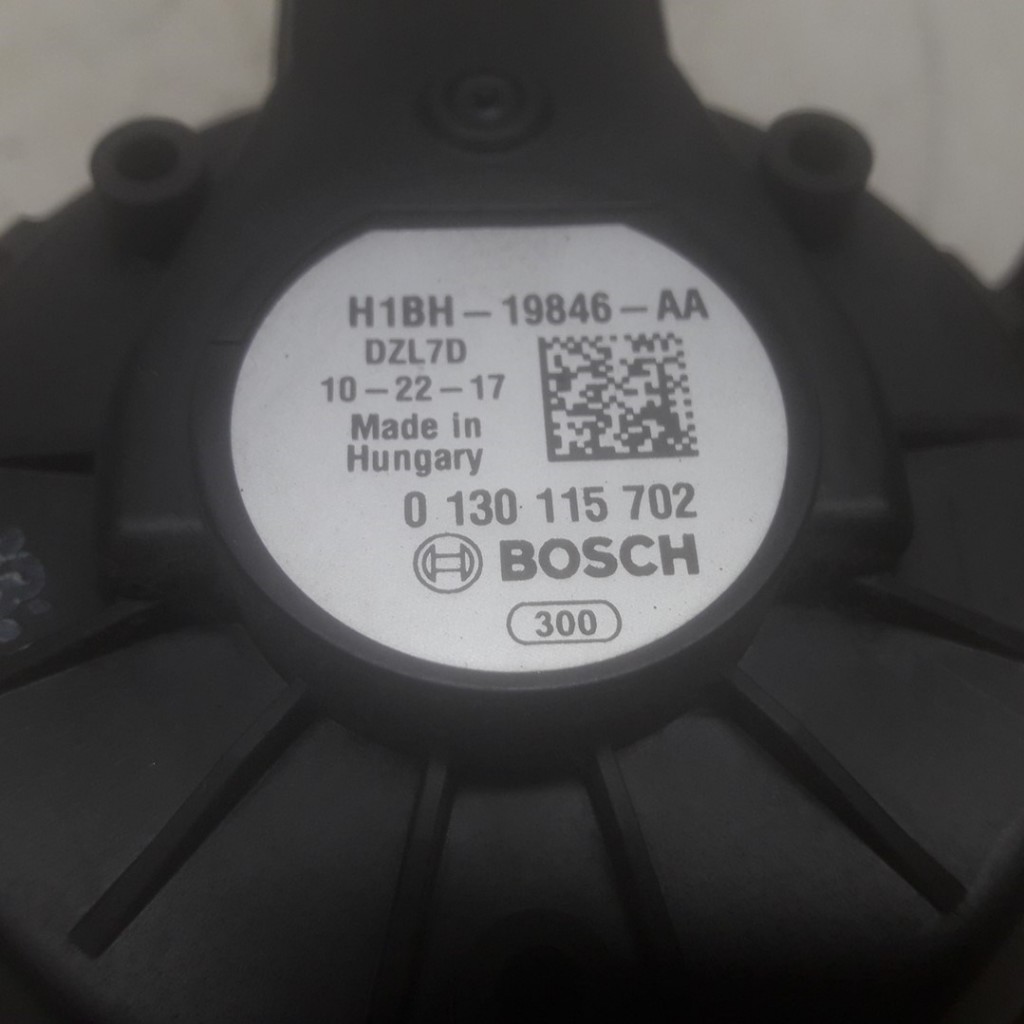 H1BH-19846-AA
DZL7D
10-22-17
Made in
Hungary
0 130 115 702
BOSCH
300